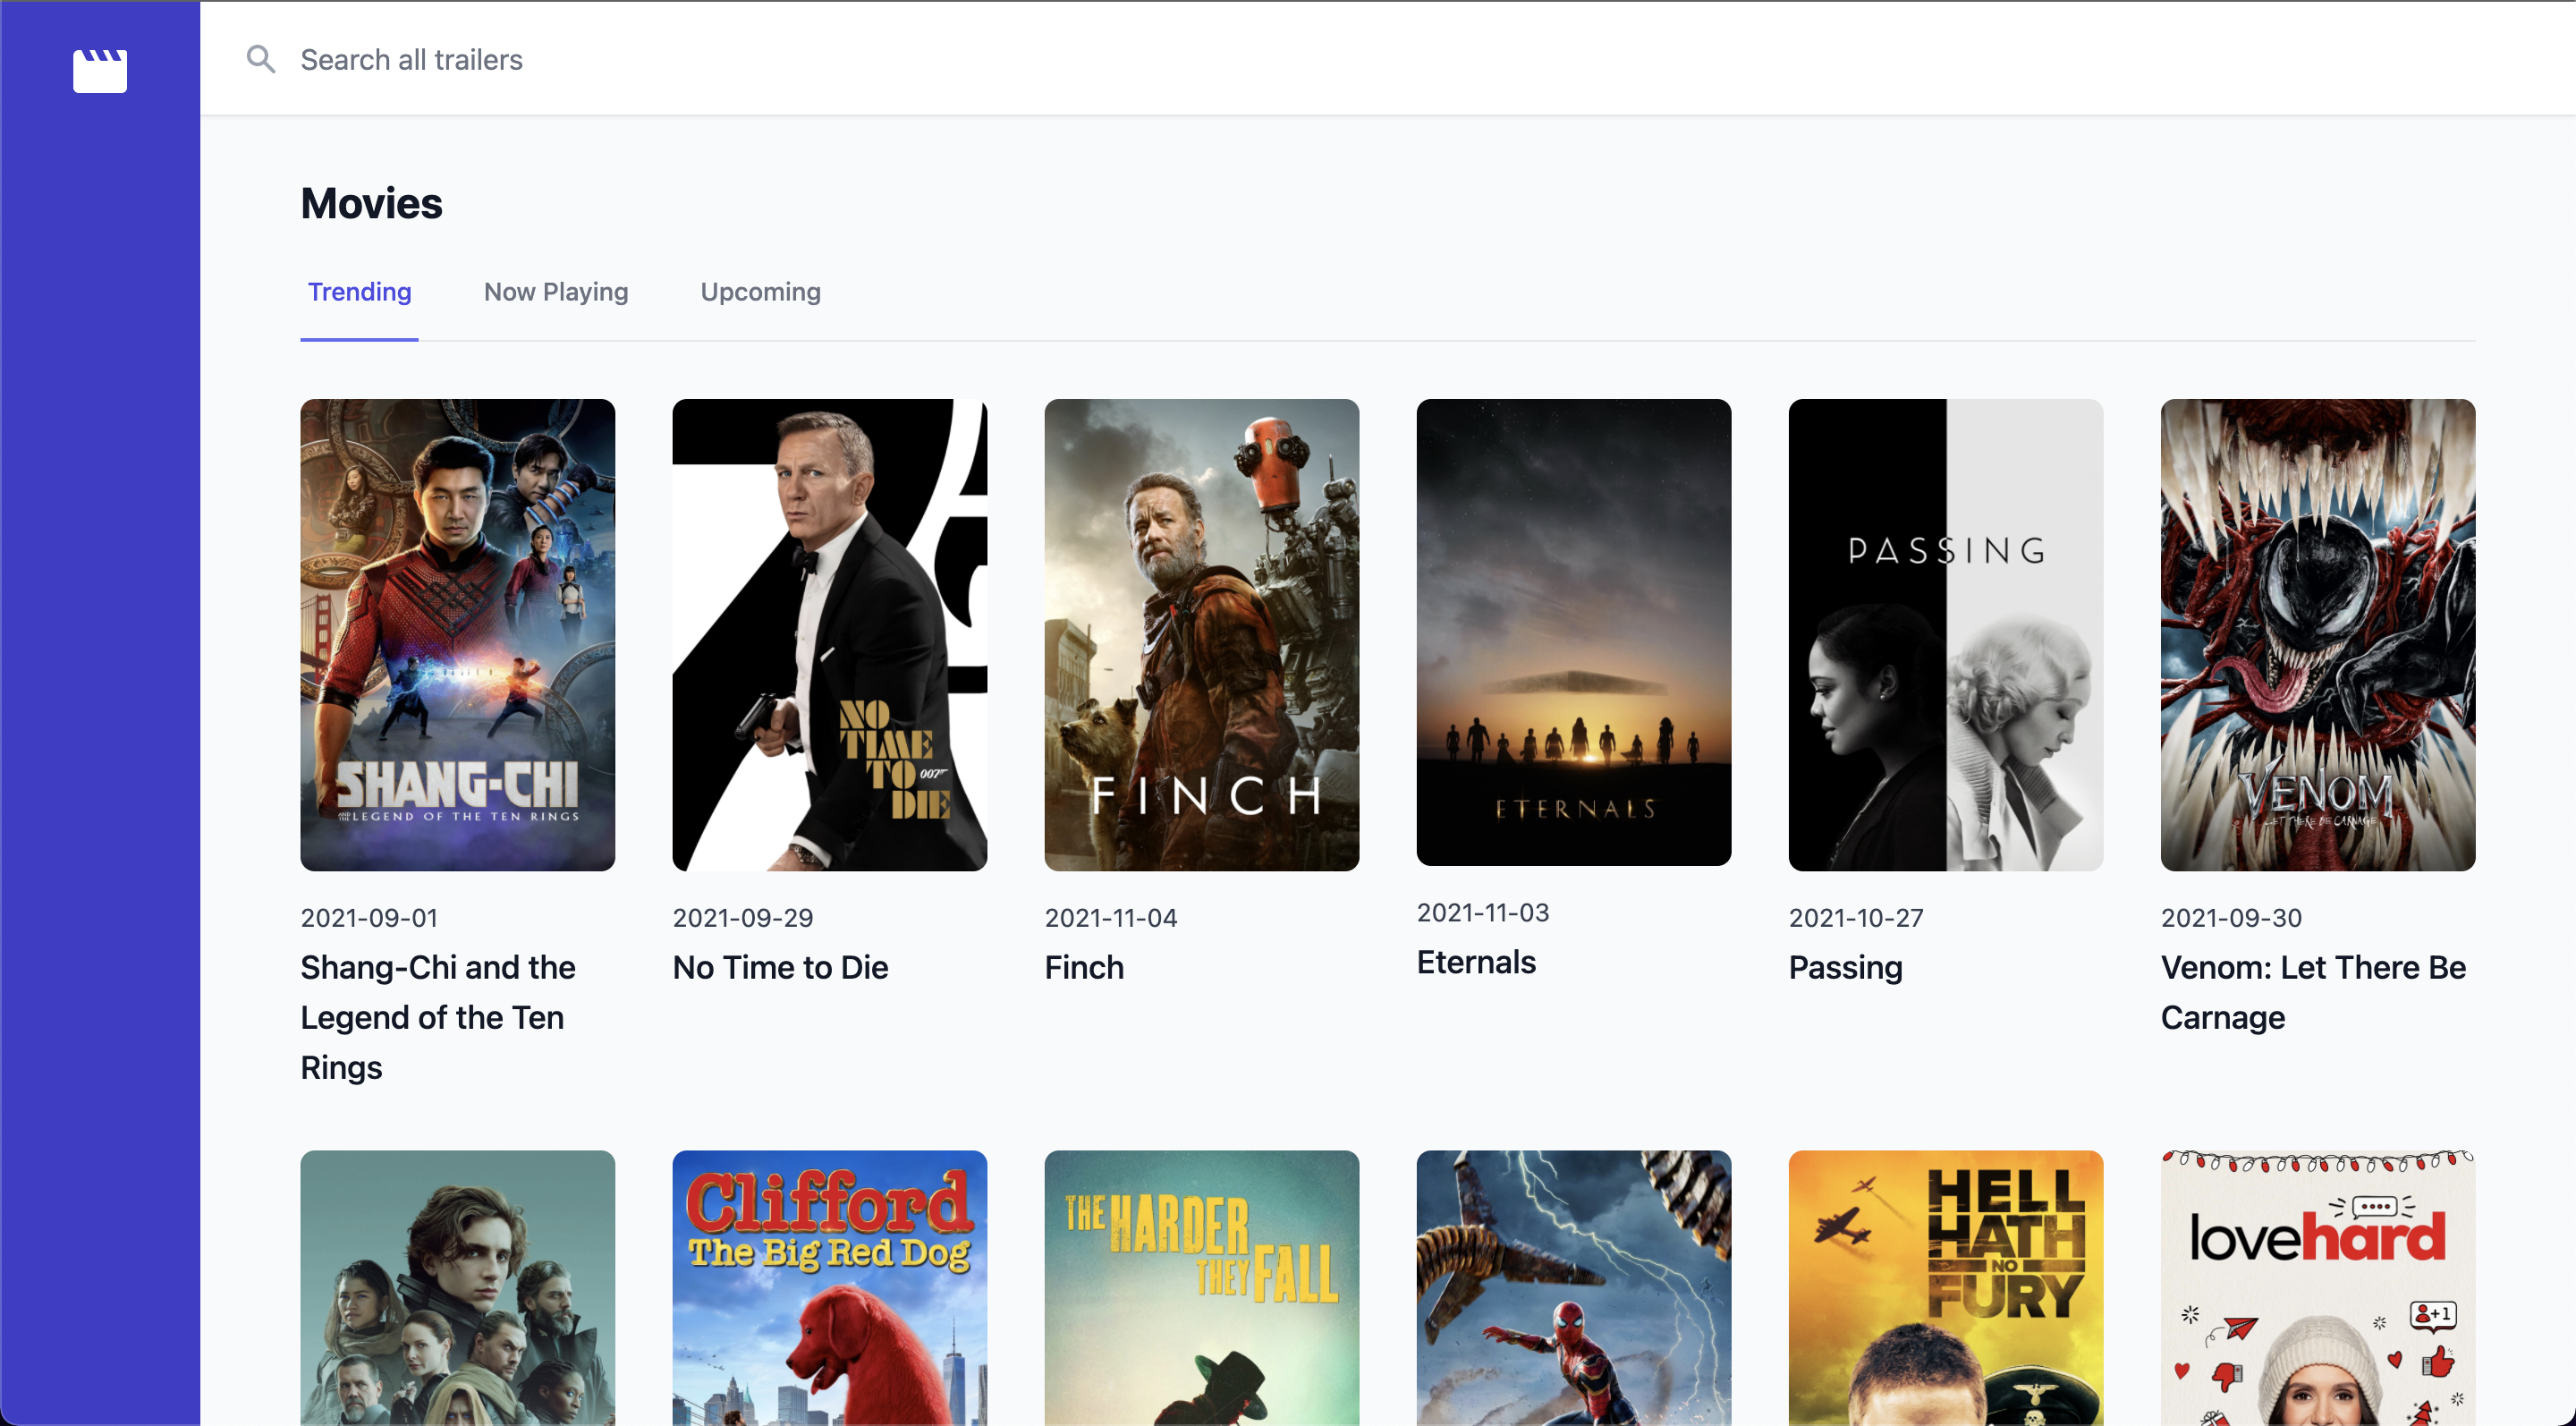 Search all trailers
Movies
Trending
Now Playing
Upcoming
SHANG-CHI
AND THE LEGEND OF THE TEN RINGS
NO
TIME
TO 007
DIE
FINCH
ETERNALS
PASSING
VENOM
LET THERE BE CARNAGE
2021-09-01
Shang-Chi and the
Legend of the Ten
Rings
2021-09-29
No Time to Die
2021-11-04
Finch
2021-11-03
Eternals
2021-10-27
Passing
2021-09-30
Venom: Let There Be
Carnage
Clifford
The Big Red Dog
THE HARDER
THEY FALL
HELL
HATH
NO
FURY
lovehard
+1